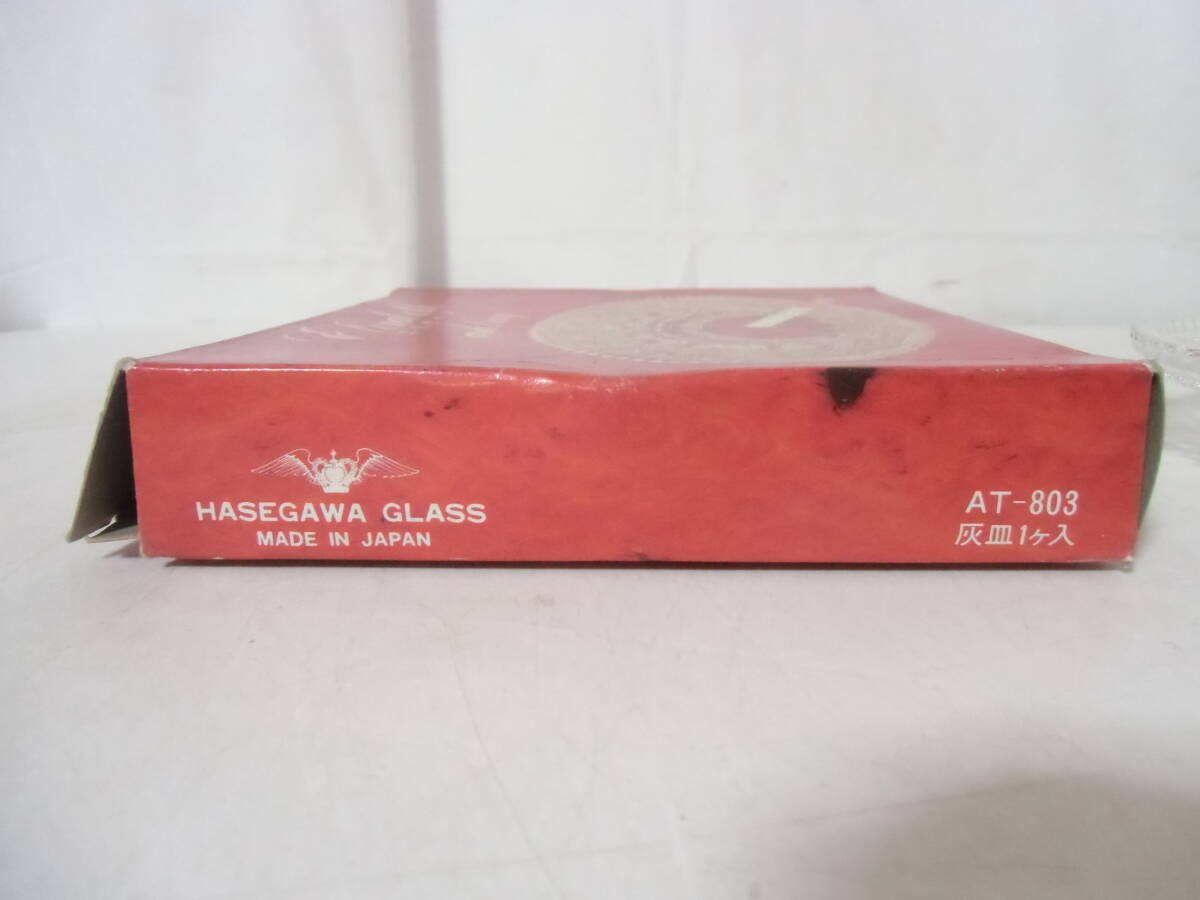 HASEGAWA GLASS
MADE IN JAPAN
AT-803
灰皿1ヶ入